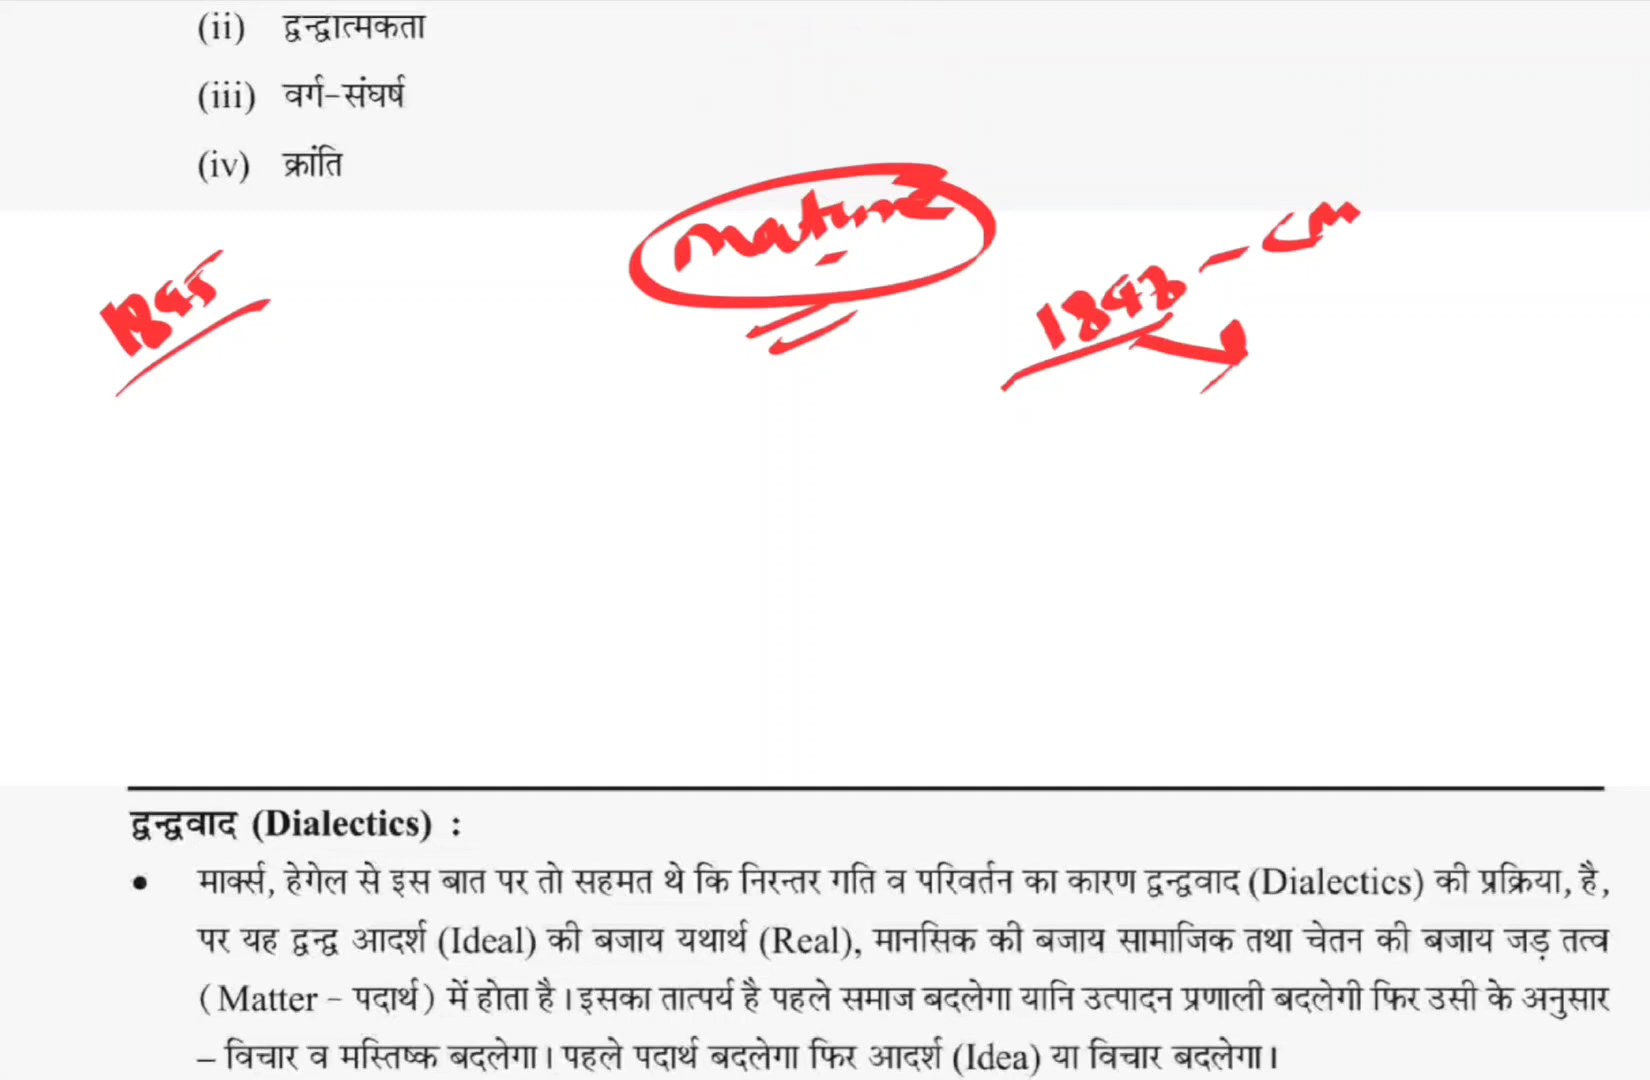 (ii) द्वन्द्वात्मकता
(iii) वर्ग-संघर्ष
(iv) क्रांति
mature
1848 - CM
1845
द्वन्द्ववाद (Dialectics) :
• मार्क्स, हेगेल से इस बात पर तो सहमत थे कि निरन्तर गति व परिवर्तन का कारण द्वन्द्ववाद (Dialectics) की प्रक्रिया, है,
पर यह द्वन्द्व आदर्श (Ideal) की बजाय यथार्थ (Real), मानसिक की बजाय सामाजिक तथा चेतन की बजाय जड़ तत्व
(Matter – पदार्थ) में होता है। इसका तात्पर्य है पहले समाज बदलेगा यानि उत्पादन प्रणाली बदलेगी फिर उसी के अनुसार
– विचार व मस्तिष्क बदलेगा। पहले पदार्थ बदलेगा फिर आदर्श (Idea) या विचार बदलेगा।